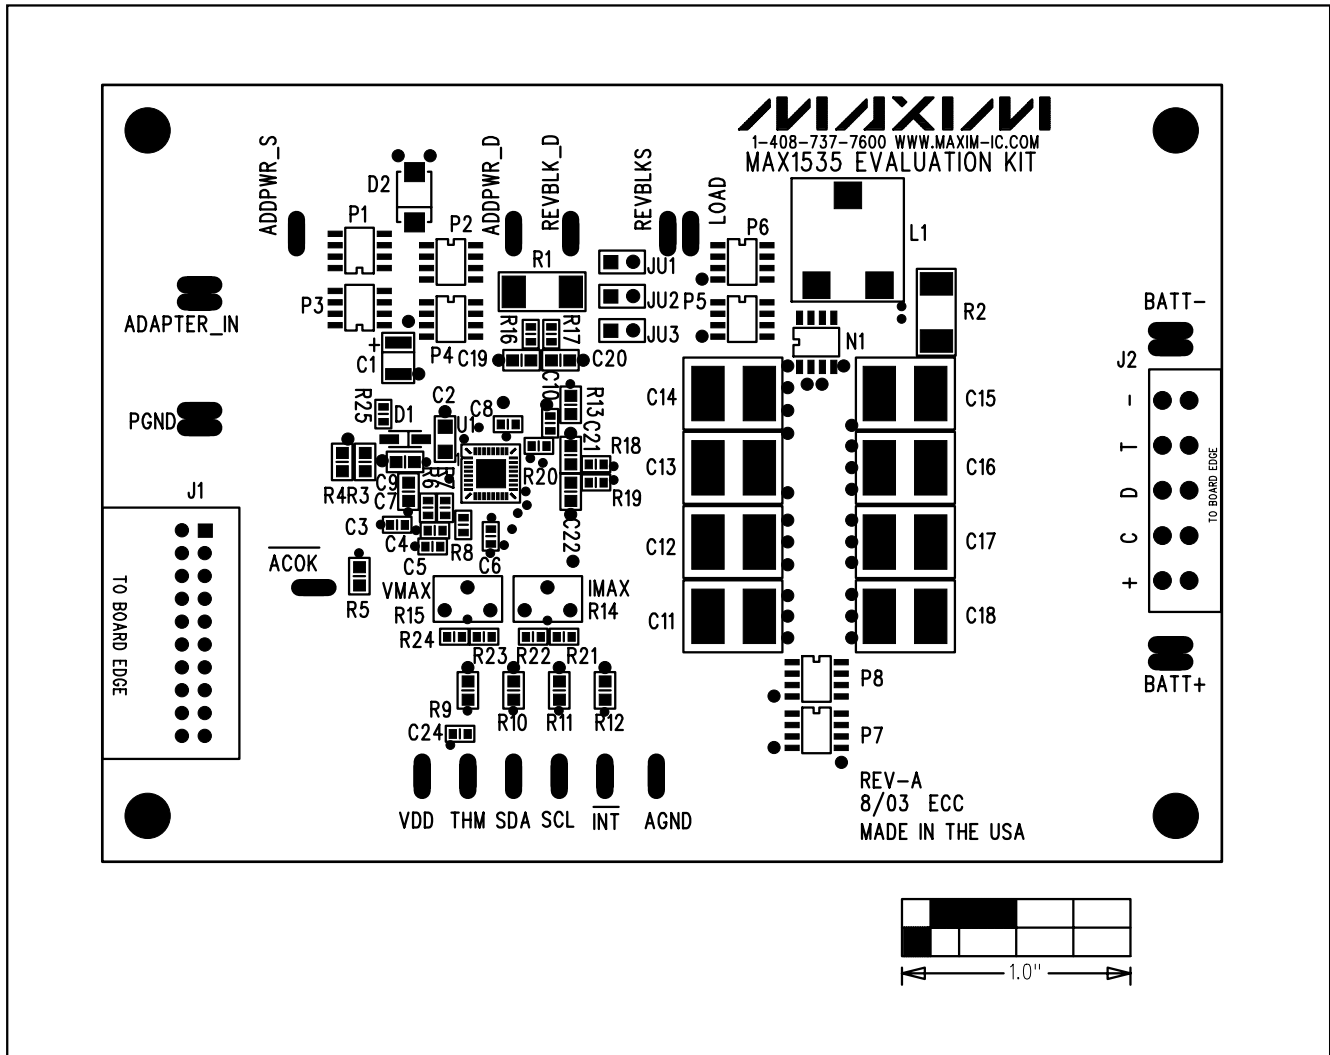 MAXIM
1-408-737-7600 WWW.MAXIM-IC.COM
MAX1535 EVALUATION KIT
ADDPWR_S
D2
ADDPWR_D
REVBLK_D
REVBLKS
LOAD
P1
P2
P6
R1
L1
JU1
JU2
JU3
P3
P5
R2
BATT-
ADAPTER_IN
R16
R17
N1
+
C1
P4
C19
C20
J2
R25
C2
C8
C10
R13
C14
C15
-
PGND
D1
U1
C21
R18
T
C13
C16
R4
R3
C9
R6
R7
R20
R19
J1
C7
D
TO BOARD EDGE
C3
C4
C5
R8
C6
C22
C12
C17
C
ACOK
VMAX
IMAX
+
TO BOARD EDGE
R5
R15
R14
C11
C18
R24
R23
R22
R21
P8
BATT+
R9
R10
R11
R12
C24
P7
REV-A
8/03 ECC
MADE IN THE USA
VDD
THM
SDA
SCL
INT
AGND
1.0"